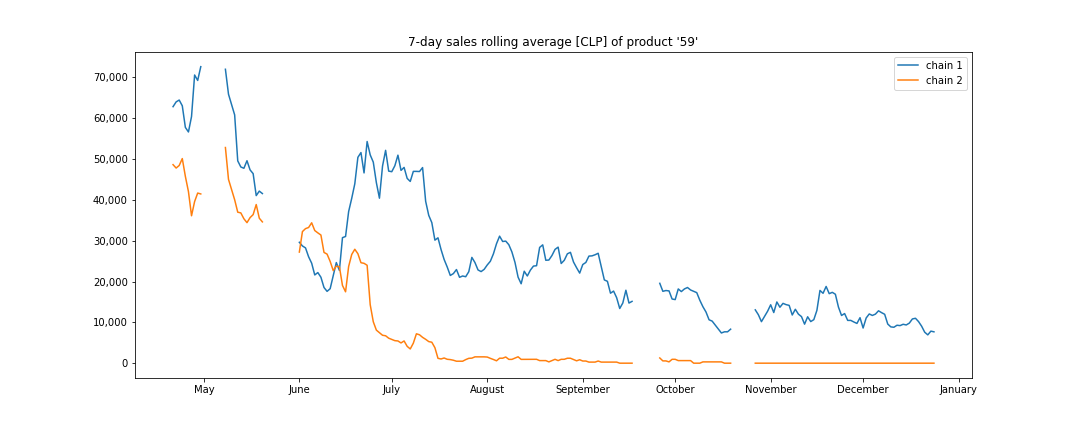 7-day sales rolling average [CLP] of product '59'
chain 1
chain 2
70,000
60,000
50,000
40,000
30,000
20,000
10,000
0
May June July August September October November December January